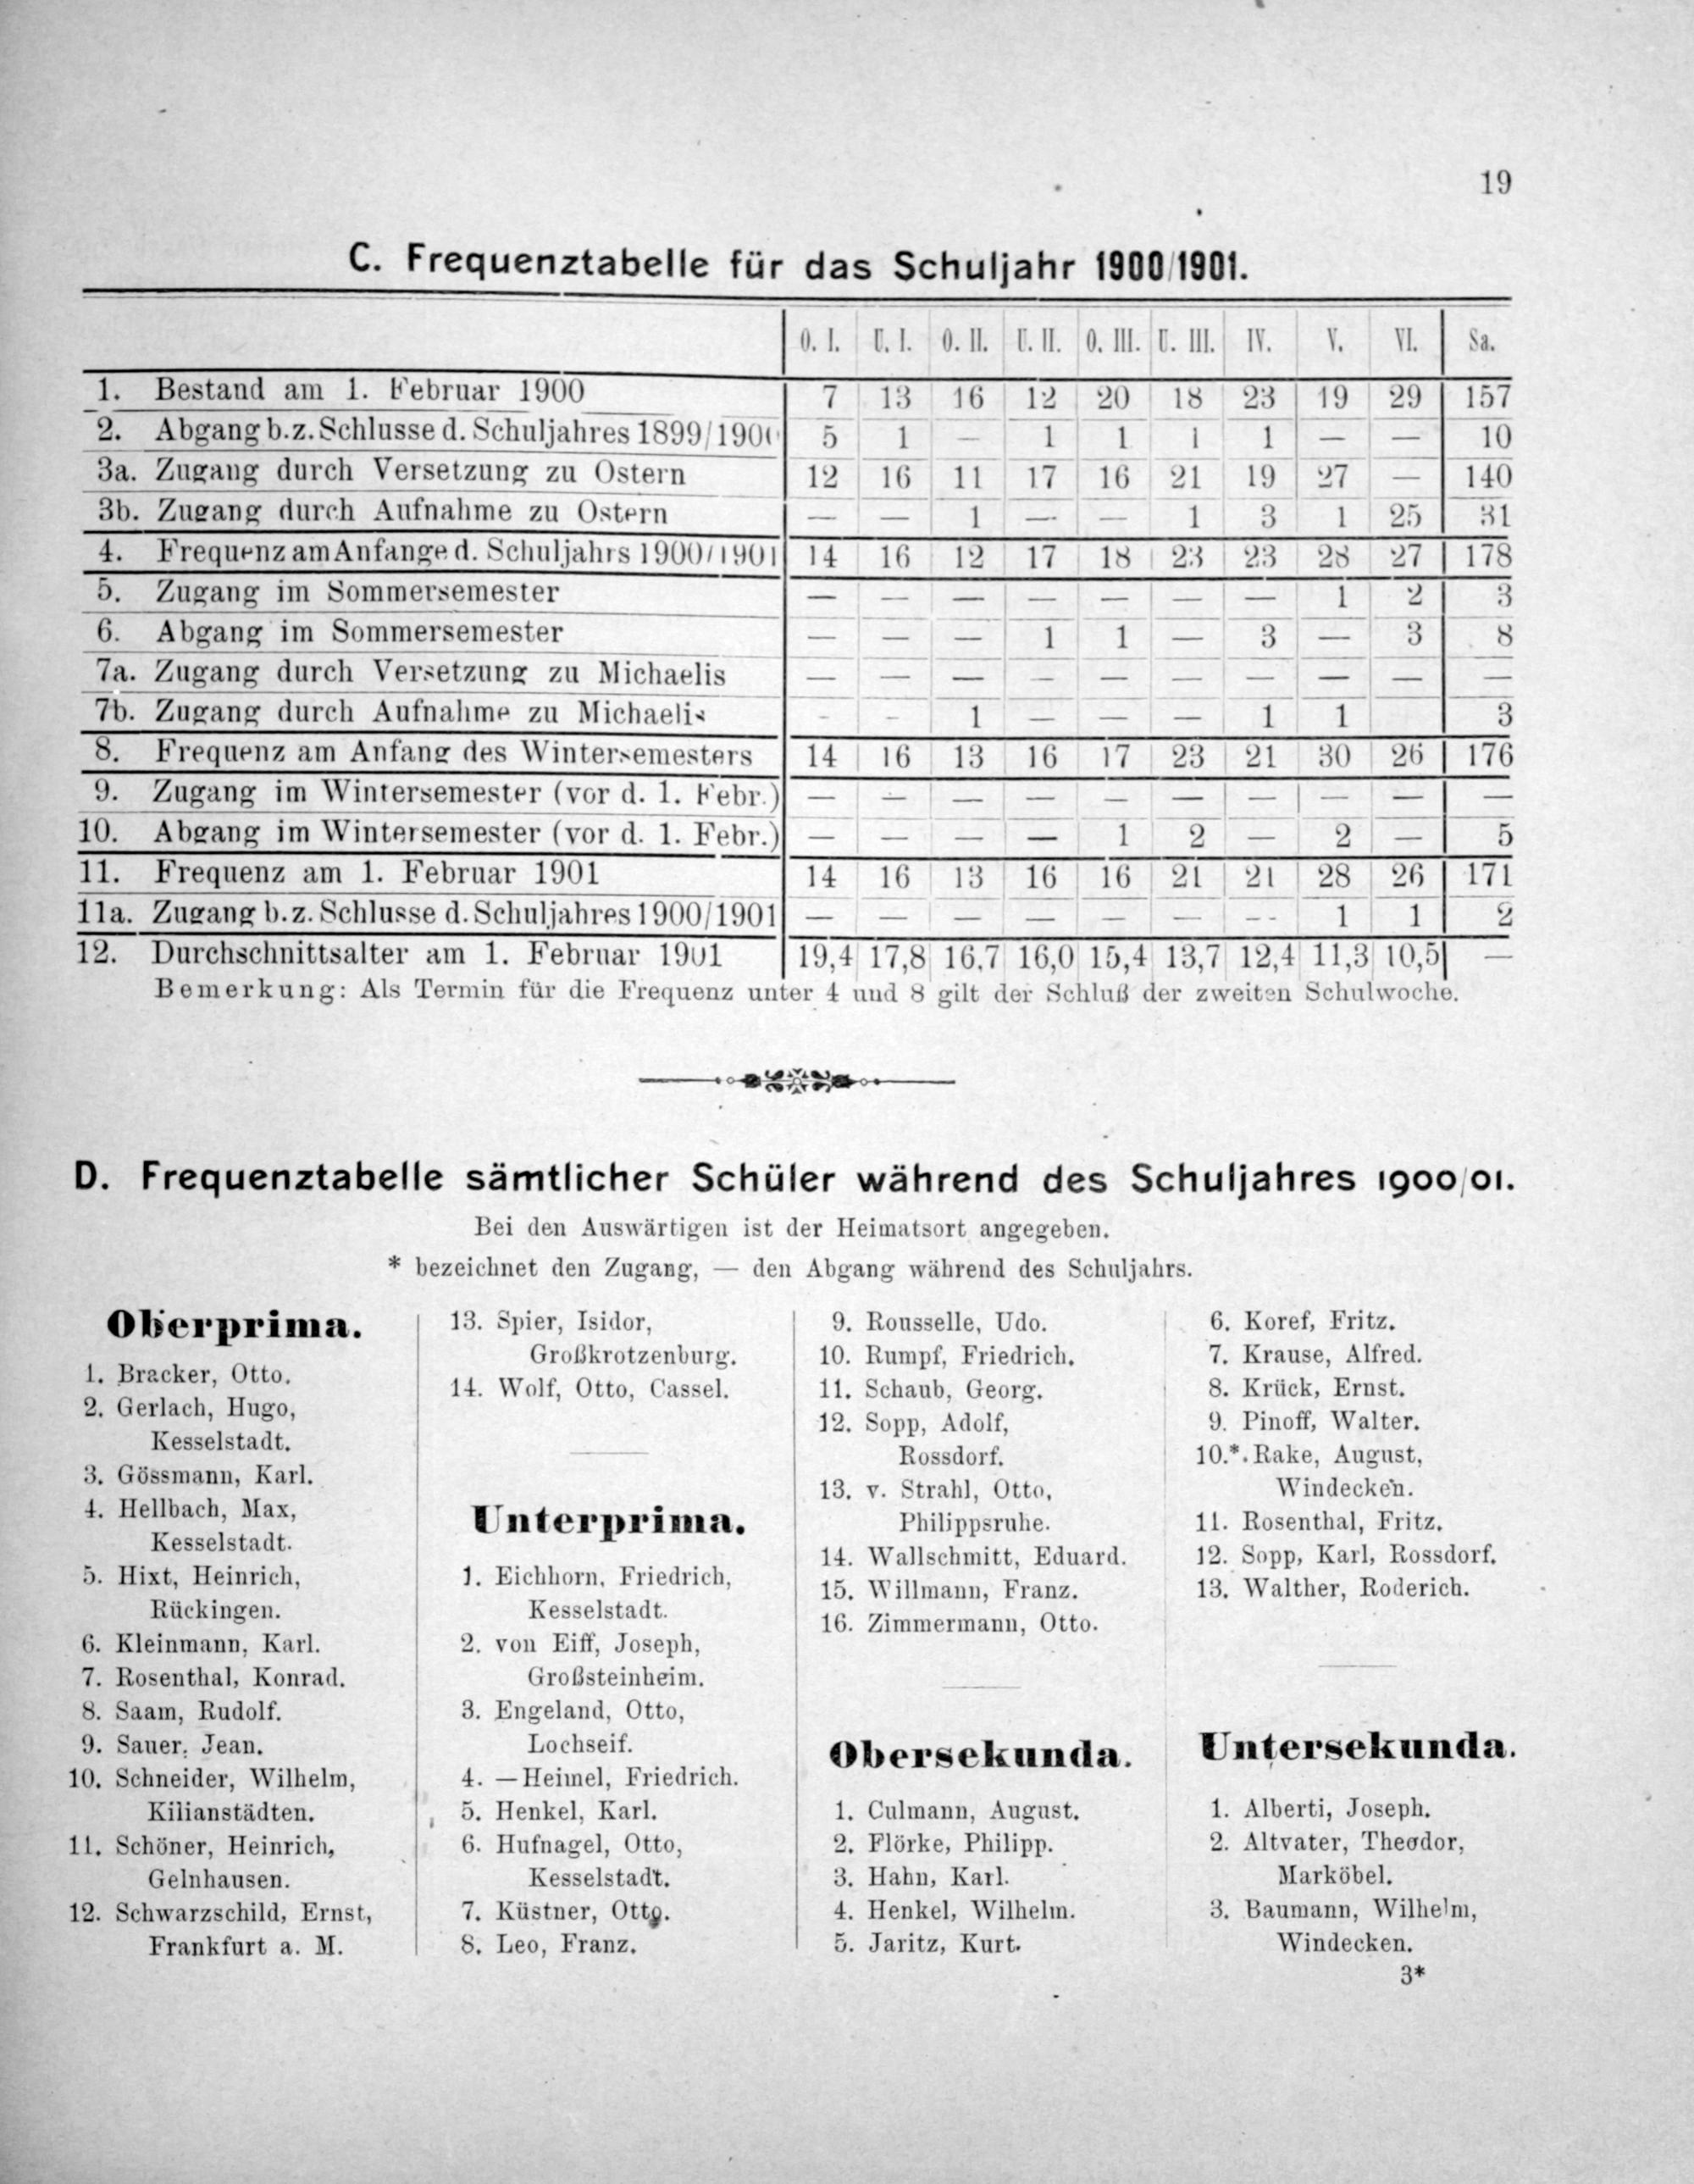 19
C. Frequenztabelle für das Schuljahr 1900/1901.
O. I. U. I. O. II. U. II. O. III. U. III. IV. V. VI. Sa.
1. Bestand am 1. Februar 1900 7 13 16 12 20 18 23 19 29 157
2. Abgang b. z. Schlusse d. Schuljahres 1899/1900 5 1 — 1 1 1 1 — — 10
3a. Zugang durch Versetzung zu Ostern 12 16 11 17 16 21 19 27 — 140
3b. Zugang durch Aufnahme zu Ostern — — 1 — — 1 3 1 25 31
4. Frequenz am Anfange d. Schuljahrs 1900/1901 14 16 12 17 18 23 23 28 27 178
5. Zugang im Sommersemester — — — — — — — 1 2 3
6. Abgang im Sommersemester — — — 1 1 — 3 — 3 8
7a. Zugang durch Versetzung zu Michaelis — — — — — — — — — —
7b. Zugang durch Aufnahme zu Michaelis - - 1 — — — 1 1 3
8. Frequenz am Anfang des Wintersemesters 14 16 13 16 17 23 21 30 26 176
9. Zugang im Wintersemester (vor d. 1. Febr.) — — — — — — — — — —
10. Abgang im Wintersemester (vor d. 1. Febr.) — — — — 1 2 — 2 — 5
11. Frequenz am 1. Februar 1901 14 16 13 16 16 21 21 28 26 171
11a. Zugang b. z. Schlusse d. Schuljahres 1900/1901 — — — — — — — 1 1 2
12. Durchschnittsalter am 1. Februar 1901 19,4 17,8 16,7 16,0 15,4 13,7 12,4 11,3 10,5 —
Bemerkung: Als Termin für die Frequenz unter 4 und 8 gilt der Schluß der zweiten Schulwoche.
D. Frequenztabelle sämtlicher Schüler während des Schuljahres 1900/01.
Bei den Auswärtigen ist der Heimatsort angegeben.
* bezeichnet den Zugang, — den Abgang während des Schuljahrs.
Oberprima.
1. Bracker, Otto.
2. Gerlach, Hugo,
Kesselstadt.
3. Gössmann, Karl.
4. Hellbach, Max,
Kesselstadt.
5. Hixt, Heinrich,
Rückingen.
6. Kleinmann, Karl.
7. Rosenthal, Konrad.
8. Saam, Rudolf.
9. Sauer, Jean.
10. Schneider, Wilhelm,
Kilianstädten.
11. Schöner, Heinrich,
Gelnhausen.
12. Schwarzschild, Ernst,
Frankfurt a. M.
13. Spier, Isidor,
Großkrotzenburg.
14. Wolf, Otto, Cassel.
Unterprima.
1. Eichhorn, Friedrich,
Kesselstadt.
2. von Eiff, Joseph,
Großsteinheim.
3. Engeland, Otto,
Lochseif.
4. — Heimel, Friedrich.
5. Henkel, Karl.
6. Hufnagel, Otto,
Kesselstadt.
7. Küstner, Otto.
8. Leo, Franz.
9. Rousselle, Udo.
10. Rumpf, Friedrich.
11. Schaub, Georg.
12. Sopp, Adolf,
Rossdorf.
13. v. Strahl, Otto,
Philippsruhe.
14. Wallschmitt, Eduard.
15. Willmann, Franz.
16. Zimmermann, Otto.
Obersekunda.
1. Culmann, August.
2. Flörke, Philipp.
3. Hahn, Karl.
4. Henkel, Wilhelm.
5. Jaritz, Kurt.
6. Koref, Fritz.
7. Krause, Alfred.
8. Krück, Ernst.
9. Pinoff, Walter.
10.*. Rake, August,
Windecken.
11. Rosenthal, Fritz.
12. Sopp, Karl, Rossdorf.
13. Walther, Roderich.
Untersekunda.
1. Alberti, Joseph.
2. Altvater, Theodor,
Marköbel.
3. Baumann, Wilhelm,
Windecken.
3*